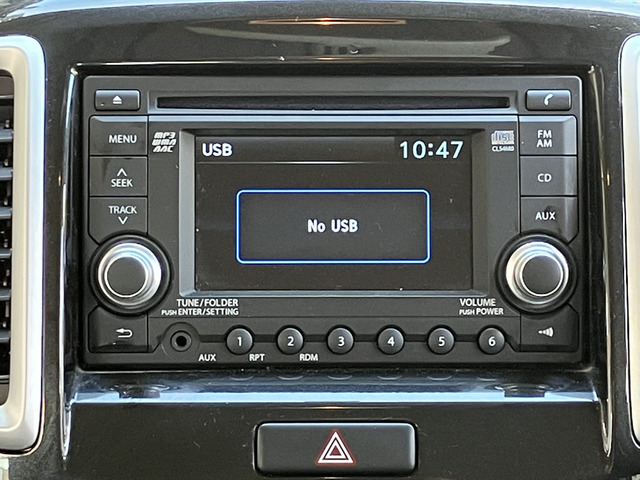 MENU
MP3
WMA
AAC
USB
10:47
CLS4M0
FM
AM
SEEK
CD
TRACK
AUX
No USB
TUNE/FOLDER
PUSH ENTER/SETTING
VOLUME
PUSH POWER
1
2
3
4
5
6
AUX
RPT
RDM